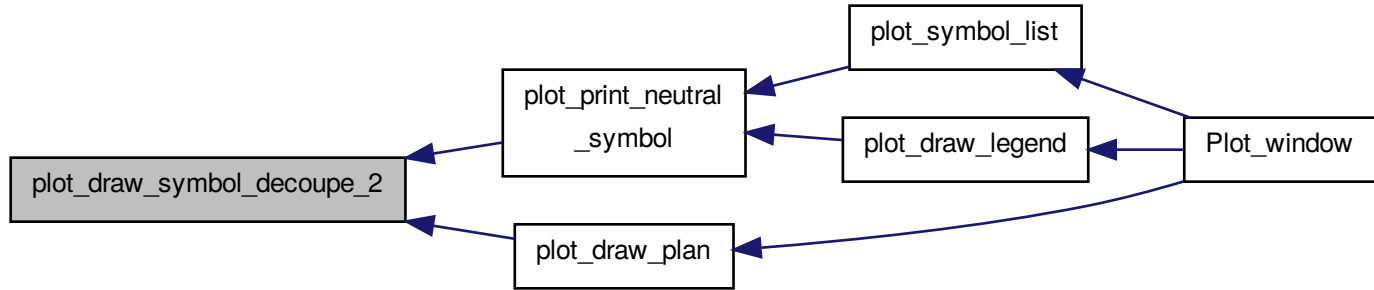 plot_symbol_list
plot_print_neutral
_symbol
plot_draw_legend
Plot_window
plot_draw_symbol_decoupe_2
plot_draw_plan